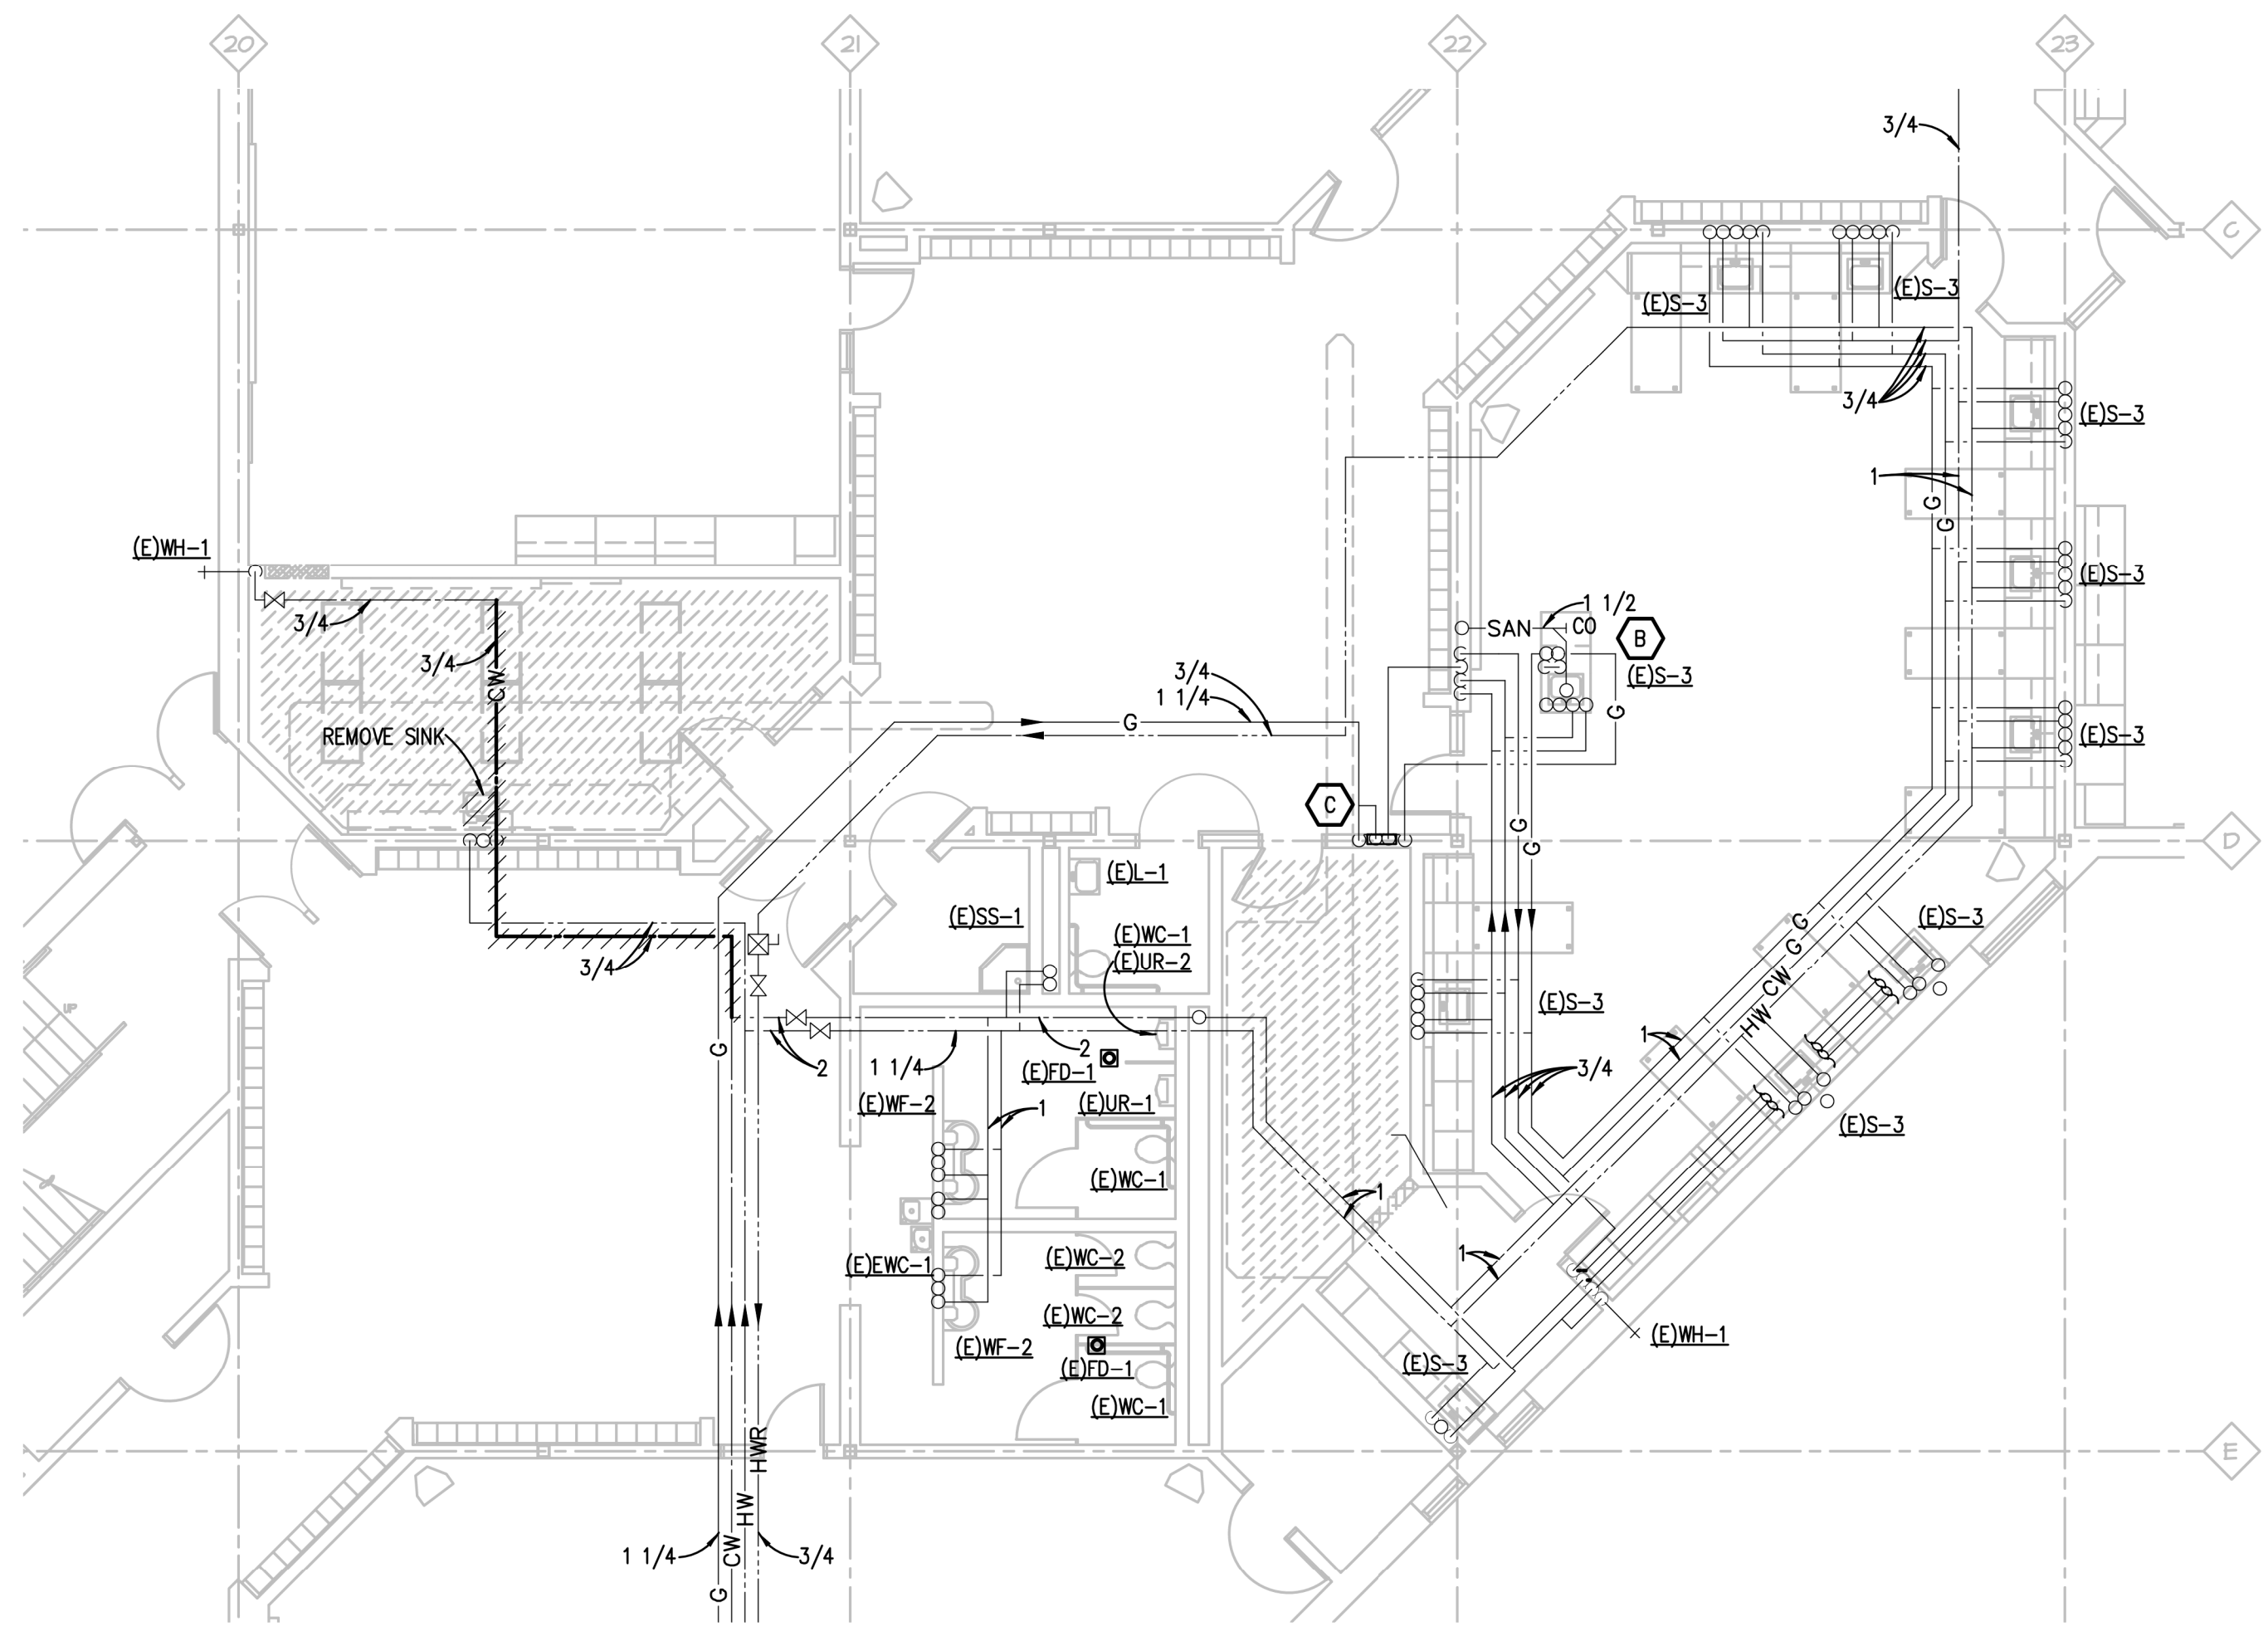 20 21 22 23
3/4
C
(E)S-3
(E)S-3
3/4
(E)S-3
1
G
G
(E)WH-1
(E)S-3
3/4
1 1/2
SAN
CO
B
3/4
(E)S-3
CW
3/4
1 1/4
G
G
REMOVE SINK
(E)S-3
C
G
G
D
(E)L-1
(E)SS-1
(E)WC-1
(E)UR-2
3/4
G
G
(E)S-3
G
CW
HW
(E)S-3
UP
G
2
2
1 1/4
(E)FD-1
3/4
1
(E)WF-2
1
(E)UR-1
(E)S-3
(E)WC-1
1
(E)EWC-1
(E)WC-2
1
(E)WC-2
(E)WF-2
(E)FD-1
(E)WH-1
(E)S-3
(E)WC-1
HWR
E
HW
CW
1 1/4
3/4
G